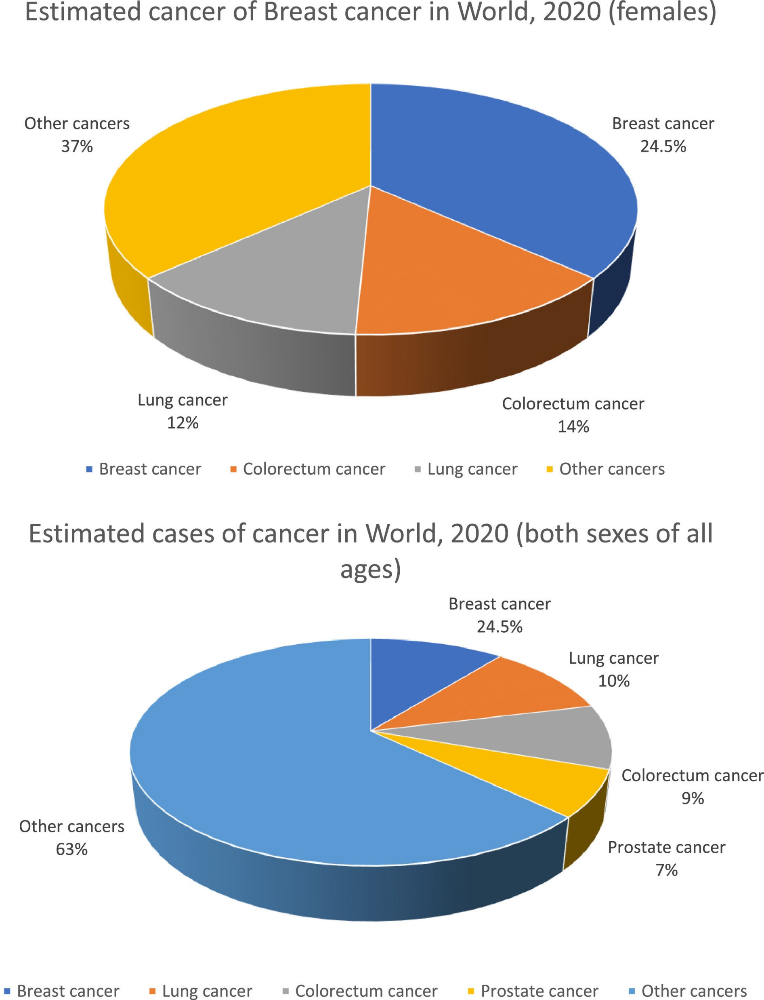 Estimated cancer of Breast cancer in World, 2020 (females)
Other cancers
37%
Breast cancer
24.5%
Lung cancer
12%
Colorectum cancer
14%
Breast cancer Colorectum cancer Lung cancer Other cancers
Estimated cases of cancer in World, 2020 (both sexes of all
ages)
Breast cancer
24.5%
Lung cancer
10%
Colorectum cancer
9%
Other cancers
63%
Prostate cancer
7%
Breast cancer Lung cancer Colorectum cancer Prostate cancer Other cancers